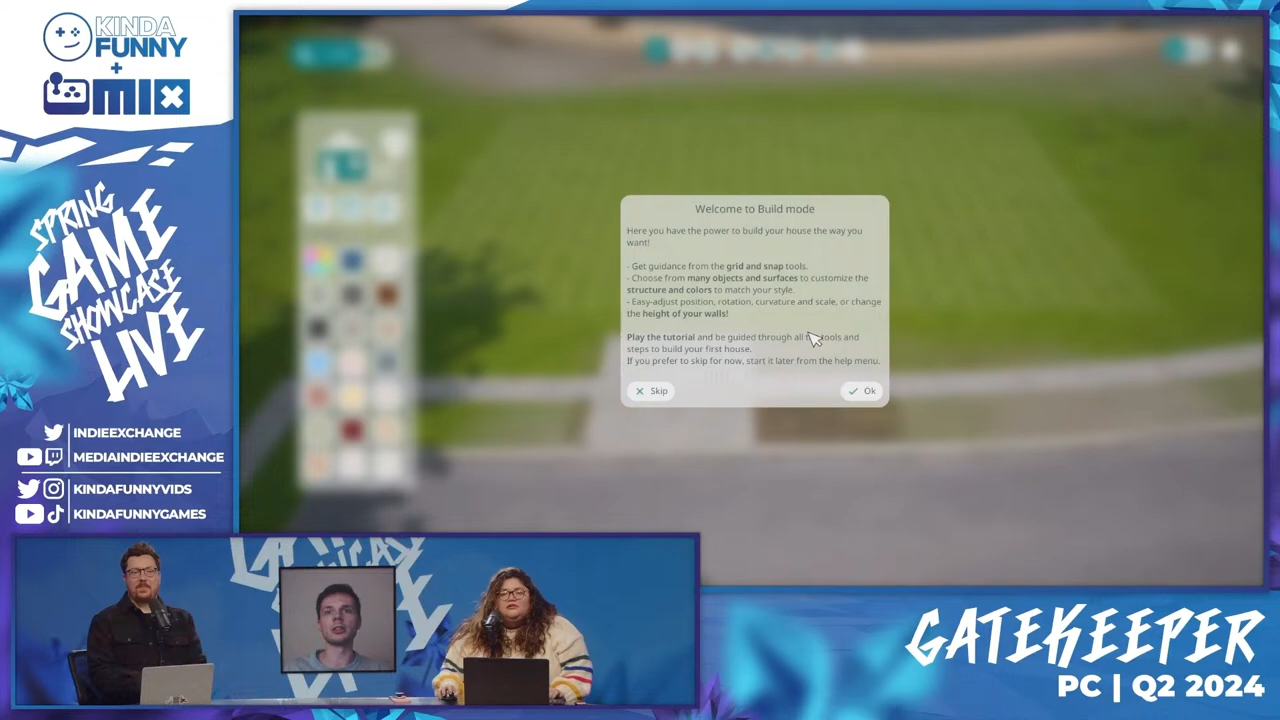 KINDA
FUNNY
+
MIX
SPRING
GAME
SHOWCASE
LIVE
INDIEEXCHANGE
MEDIAINDIEEXCHANGE
KINDAFUNNYVIDS
KINDAFUNNYGAMES
Welcome to Build mode
Here you have the power to build your house the way you
want!
- Get guidance from the grid and snap tools.
- Choose from many objects and surfaces to customize the
structure and colors to match your style.
- Easy-adjust position, rotation, curvature and scale, or change
the height of your walls!
Play the tutorial and be guided through all tools and
steps to build your first house.
If you prefer to skip for now, start it later from the help menu.
Skip
Ok
GATEKEEPER
PC | Q2 2024